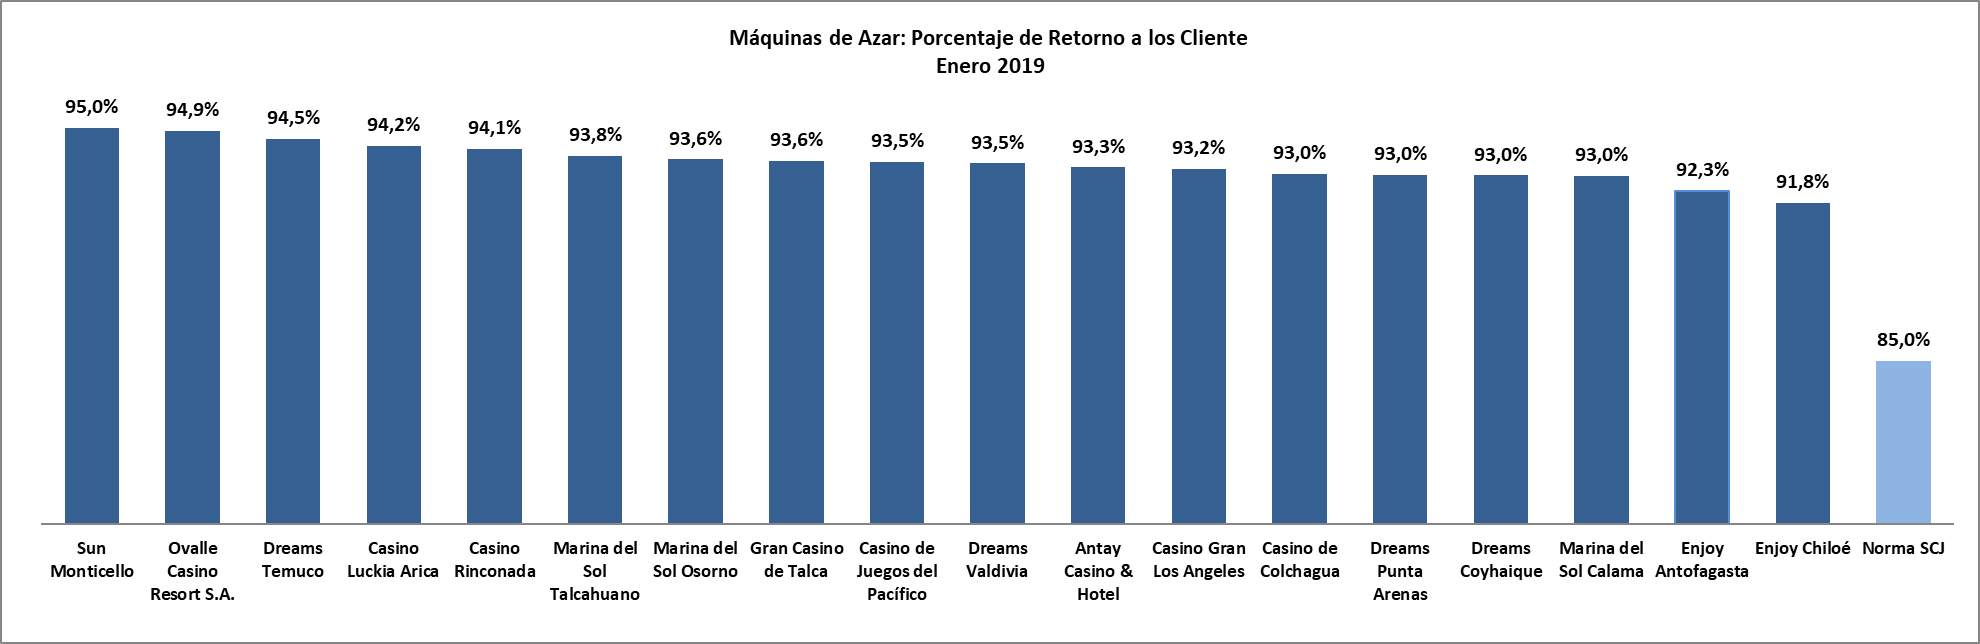 Máquinas de Azar: Porcentaje de Retorno a los Cliente
Enero 2019
95,0%
94,9%
94,5%
94,2%
94,1%
93,8%
93,6%
93,6%
93,5%
93,5%
93,3%
93,2%
93,0%
93,0%
93,0%
93,0%
92,3%
91,8%
85,0%
Sun
Monticello
Ovalle
Casino
Resort S.A.
Dreams
Temuco
Casino
Luckia Arica
Casino
Rinconada
Marina del
Sol
Talcahuano
Marina del
Sol Osorno
Gran Casino
de Talca
Casino de
Juegos del
Pacífico
Dreams
Valdivia
Antay
Casino &
Hotel
Casino Gran
Los Angeles
Casino de
Colchagua
Dreams
Punta
Arenas
Dreams
Coyhaique
Marina del
Sol Calama
Enjoy
Antofagasta
Enjoy Chiloé
Norma SCJ